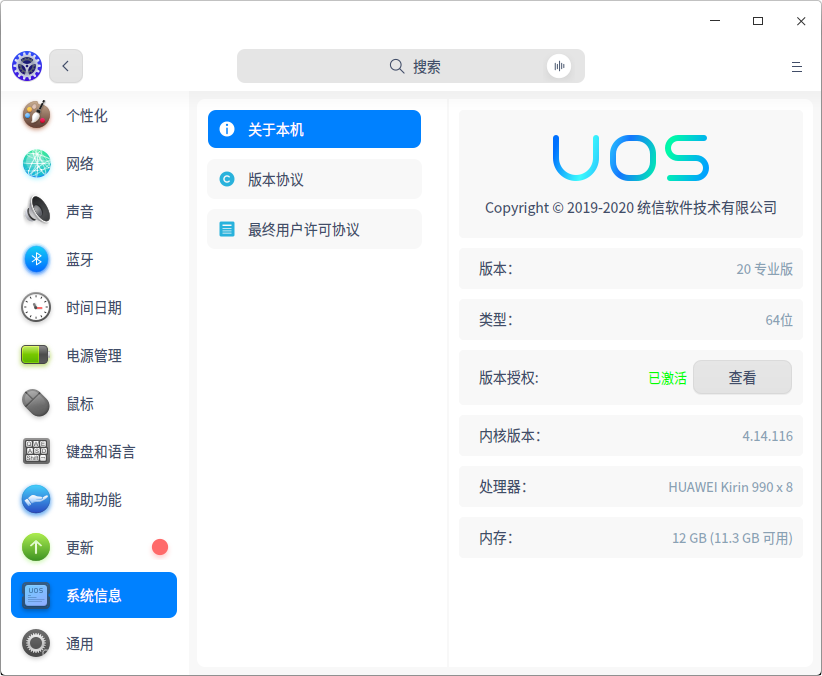 搜索
个性化
网络
声音
蓝牙
时间日期
电源管理
鼠标
键盘和语言
辅助功能
更新
UOS
系统信息
通用
关于本机
版本协议
最终用户许可协议
UOS
Copyright © 2019-2020 统信软件技术有限公司
版本： 20 专业版
类型： 64位
版本授权: 已激活 查看
内核版本： 4.14.116
处理器： HUAWEI Kirin 990 x 8
内存： 12 GB (11.3 GB 可用)